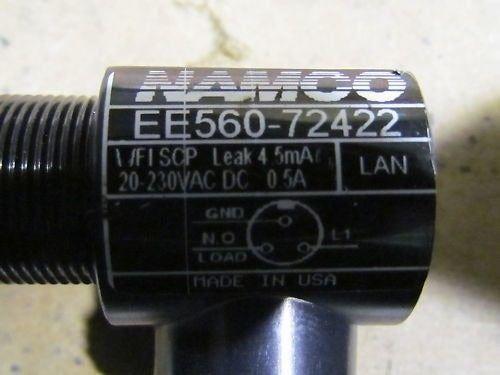 NAMCO
EE560-72422
SCP Leak 4.5mA
20-230VAC DC 0.5A
LAN
GND
N.O L1
LOAD
MADE IN USA